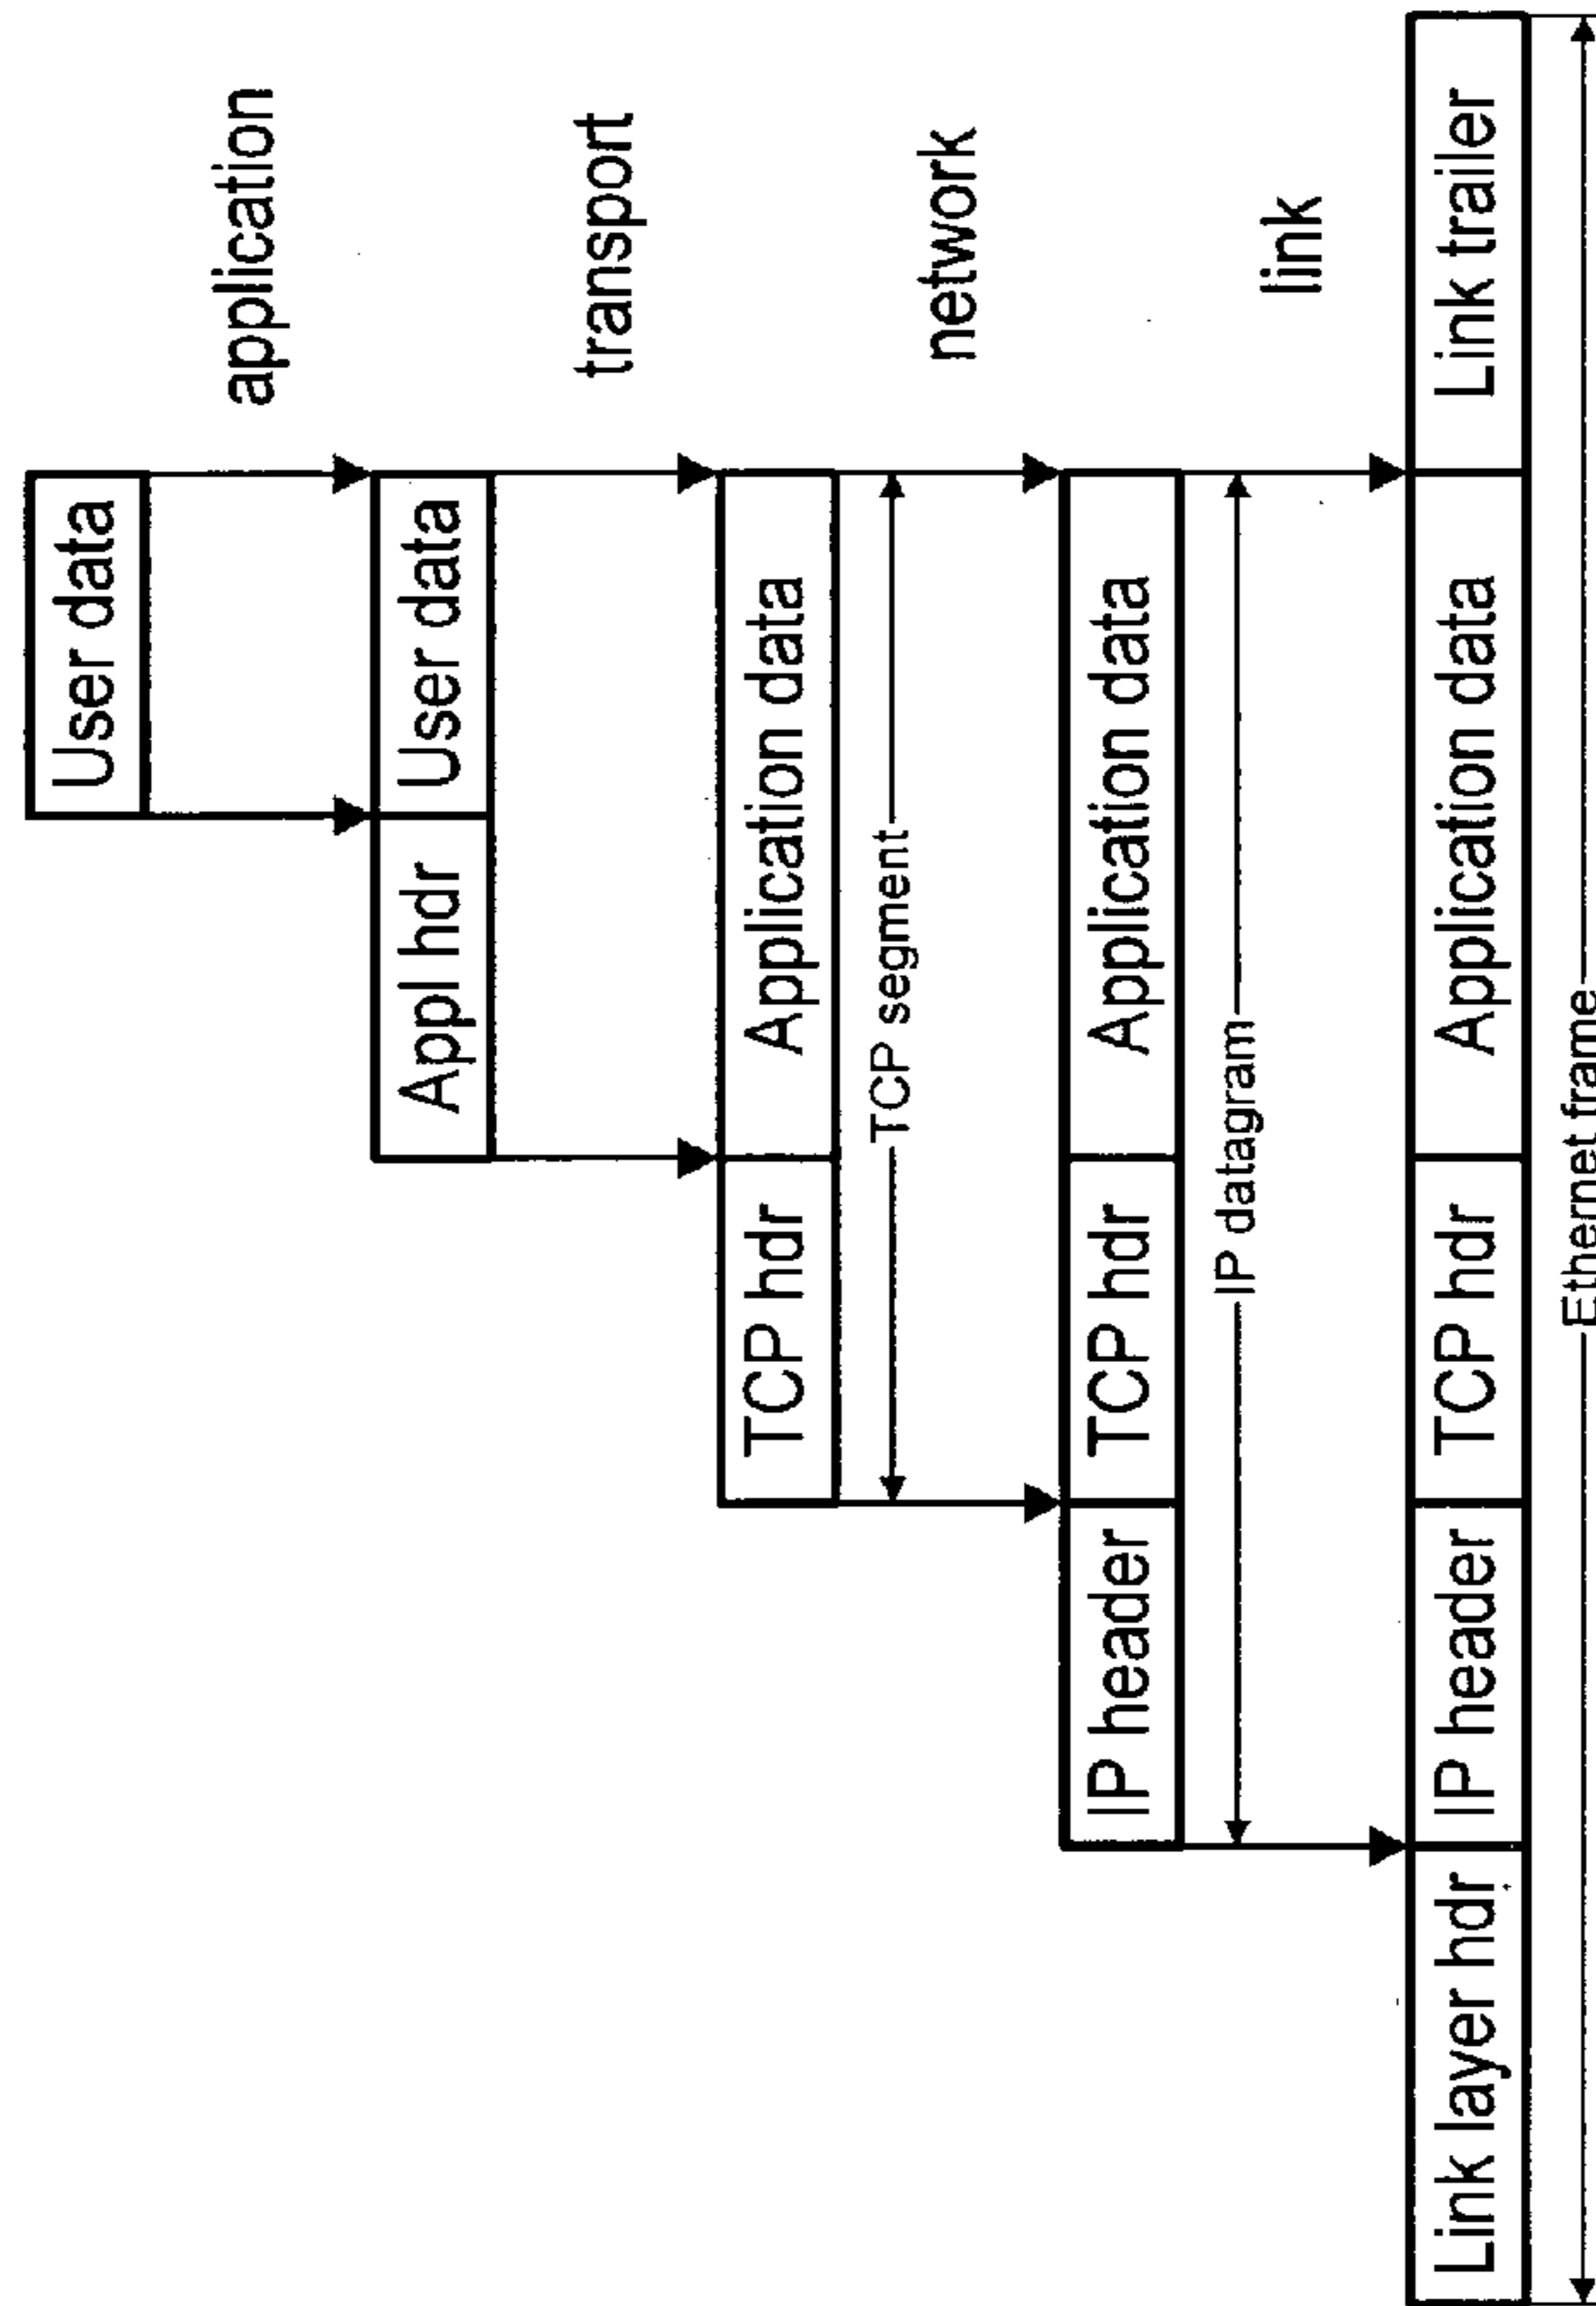 User data
application
Appl hdr User data
transport
TCP hdr Application data
TCP segment
network
IP header TCP hdr Application data
IP datagram
link
Link layer hdr IP header TCP hdr Application data Link trailer
Ethernet frame